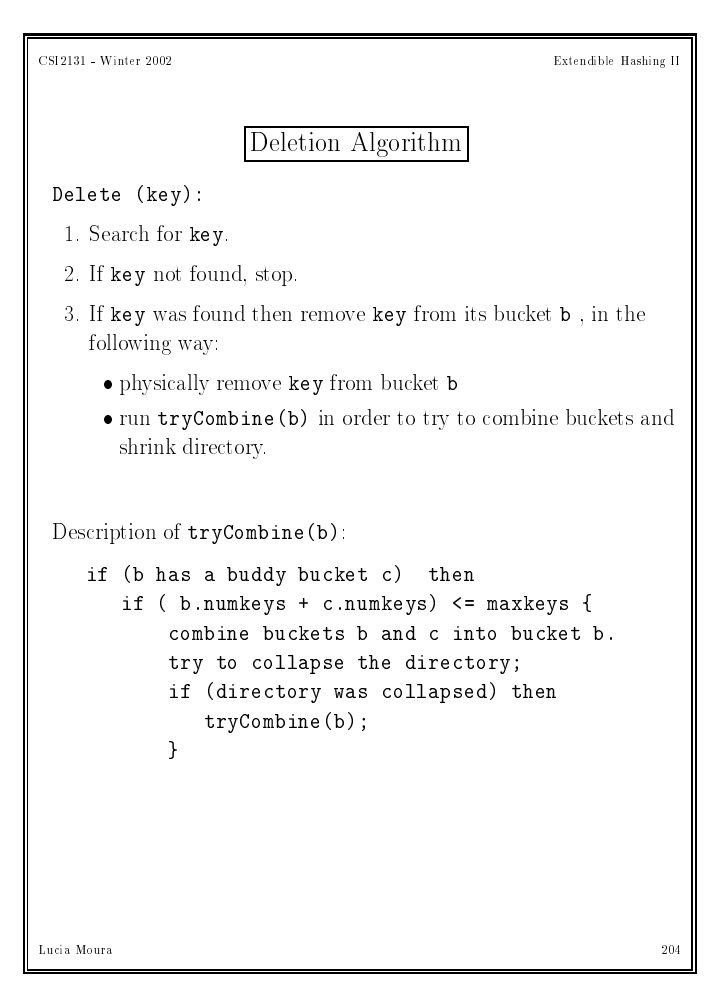 CSI2131 - Winter 2002 Extendible Hashing II
Deletion Algorithm
Delete (key):
1. Search for key.
2. If key not found, stop.
3. If key was found then remove key from its bucket b , in the
following way:
• physically remove key from bucket b
• run tryCombine(b) in order to try to combine buckets and
shrink directory.
Description of tryCombine(b):
if (b has a buddy bucket c)  then
if ( b.numkeys + c.numkeys) <= maxkeys {
combine buckets b and c into bucket b.
try to collapse the directory;
if (directory was collapsed) then
tryCombine(b);
}
Lucia Moura 204